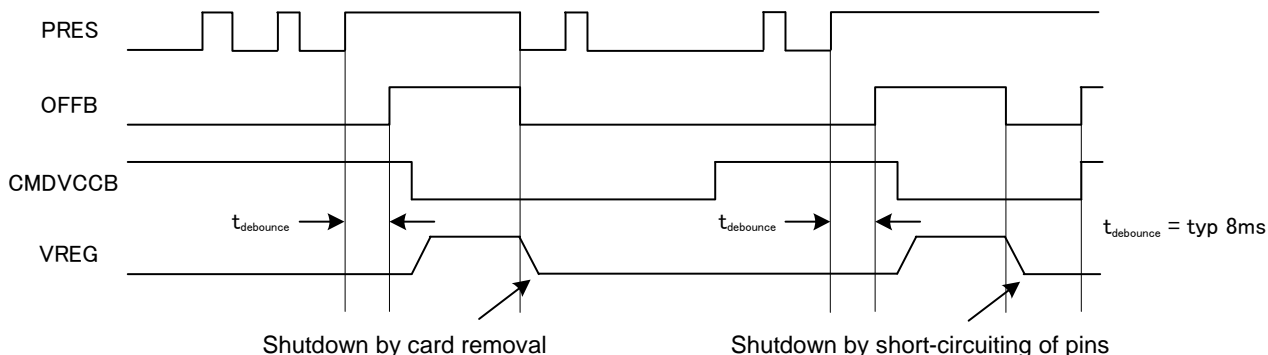 PRES
OFFB
CMDVCCB
tdebounce
tdebounce
tdebounce = typ 8ms
VREG
Shutdown by card removal
Shutdown by short-circuiting of pins